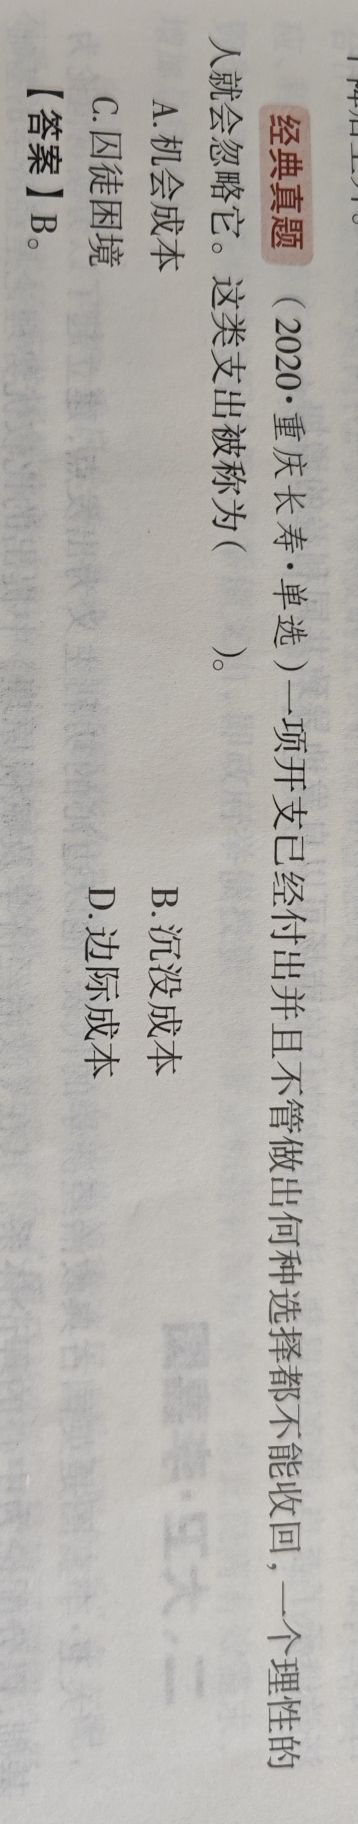 经典真题 (2020·重庆长寿·单选)一项开支已经付出并且不管做出何种选择都不能收回,一个理性的
人就会忽略它。这类支出被称为( )。
A.机会成本 B.沉没成本
C.囚徒困境 D.边际成本
【答案】B。